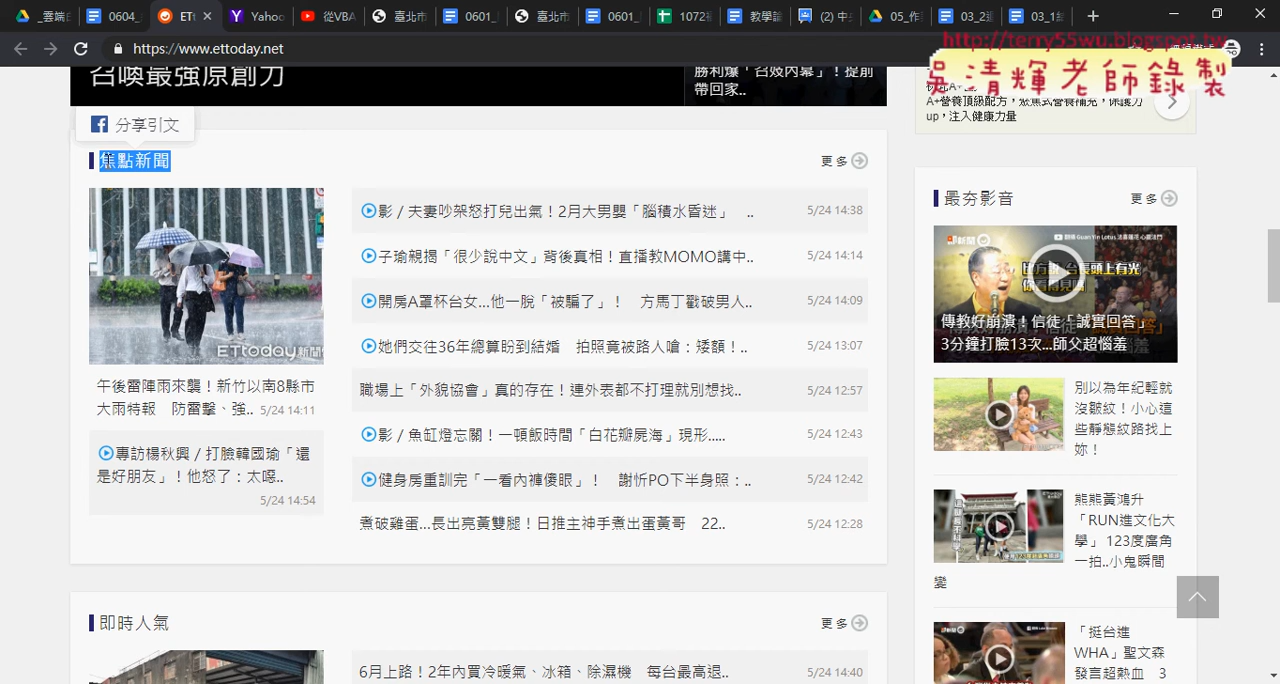 _雲端白
0604_
ET
Yahoo
從VBA
臺北市
0601_
臺北市
0601_
1072
教學論
(2) 中
05_作
03_2
03_1
https://www.ettoday.net
http://terry55wu.blogspot.tw
吳清輝老師錄製
召喚最強原創力
勝利爆「召妓內幕」！提前
帶回家..
A+營養頂級配方，
up，注入健康力量
分享引文
焦點新聞
更多
影／夫妻吵架怒打兒出氣！2月大男嬰「腦積水昏迷」 ..
5/24 14:38
子瑜親揭「很少說中文」背後真相！直播教MOMO講中..
5/24 14:14
開房A罩杯台女...他一脫「被騙了」！ 方馬丁戳破男人..
5/24 14:09
她們交往36年總算盼到結婚 拍照竟被路人嗆：矮額！..
5/24 13:07
職場上「外貌協會」真的存在！連外表都不打理就別想找..
5/24 12:57
影／魚缸燈忘關！一頓飯時間「白花瓣屍海」現形.....
5/24 12:43
健身房重訓完「一看內褲傻眼」！ 謝忻PO下半身照：..
5/24 12:42
煮破雞蛋...長出亮黃雙腿！日推主神手煮出蛋黃哥 22..
5/24 12:28
ETtoday新聞
午後雷陣雨來襲！新竹以南8縣市
大雨特報 防雷擊、強.. 5/24 14:11
專訪楊秋興／打臉韓國瑜「還
是好朋友」！他怒了：太噁..
5/24 14:54
即時人氣
更多
6月上路！2年內買冷暖氣、冰箱、除濕機 每台最高退..
5/24 14:40
最夯影音
更多
傳教好崩潰！信徒「誠實回答」
3分鐘打臉13次...師父超惱羞
別以為年紀輕就
沒皺紋！小心這
些靜態紋路找上
妳！
熊熊黃鴻升
「RUN進文化大
學」 123度廣角
一拍..小鬼瞬間
變
「挺台進
WHA」聖文森
發言超熱血 3